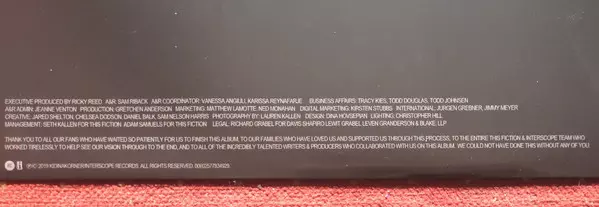 EXECUTIVE PRODUCED BY RICKY REED. A&R: SAM RIBACK. A&R COORDINATOR: VANESSA ANGIULI, KARISSA REYNAFARJE. BUSINESS AFFAIRS: TRACY KIES, TODD DOUGLAS, TODD JOHNSEN
A&R ADMIN: JEANNE VENTON PRODUCTION: GRETCHEN ANDERSON MARKETING: MATTHEW LAMOTTE, NED MONAHAN DIGITAL MARKETING: KIRSTEN STUBBS INTERNATIONAL: JURGEN GREBNER, JIMMY MEYER
CREATIVE: JARED SHELTON, CHELSEA DODSON, DANIEL BALK, SAM NELSON HARRIS PHOTOGRAPHY BY: LAUREN KALLEN DESIGN: DINA HOVSEPIAN LIGHTING: CHRISTOPHER HILL
MANAGEMENT: SETH KALLEN FOR THIS FICTION ADAM SAMUELS FOR THIS FICTION LEGAL: RICHARD GRABEL FOR DAVIS SHAPIRO LEWIT GRABEL LEVEN GRANDERSON & BLAKE, LLP
THANK YOU TO ALL OUR FANS WHO HAVE WAITED SO PATIENTLY FOR US TO FINISH THIS ALBUM, TO OUR FAMILIES WHO HAVE LOVED US AND SUPPORTED US THROUGH THIS PROCESS, TO THE ENTIRE THIS FICTION & INTERSCOPE TEAM WHO
WORKED TIRELESSLY TO HELP SEE OUR VISION THROUGH TO THE END, AND TO ALL OF THE INCREDIBLY TALENTED WRITERS & PRODUCERS WHO COLLABORATED WITH US ON THIS ALBUM. WE COULD NOT HAVE DONE THIS WITHOUT ANY OF YOU.
℗© 2019 KIDINAKORNER/INTERSCOPE RECORDS. ALL RIGHTS RESERVED.